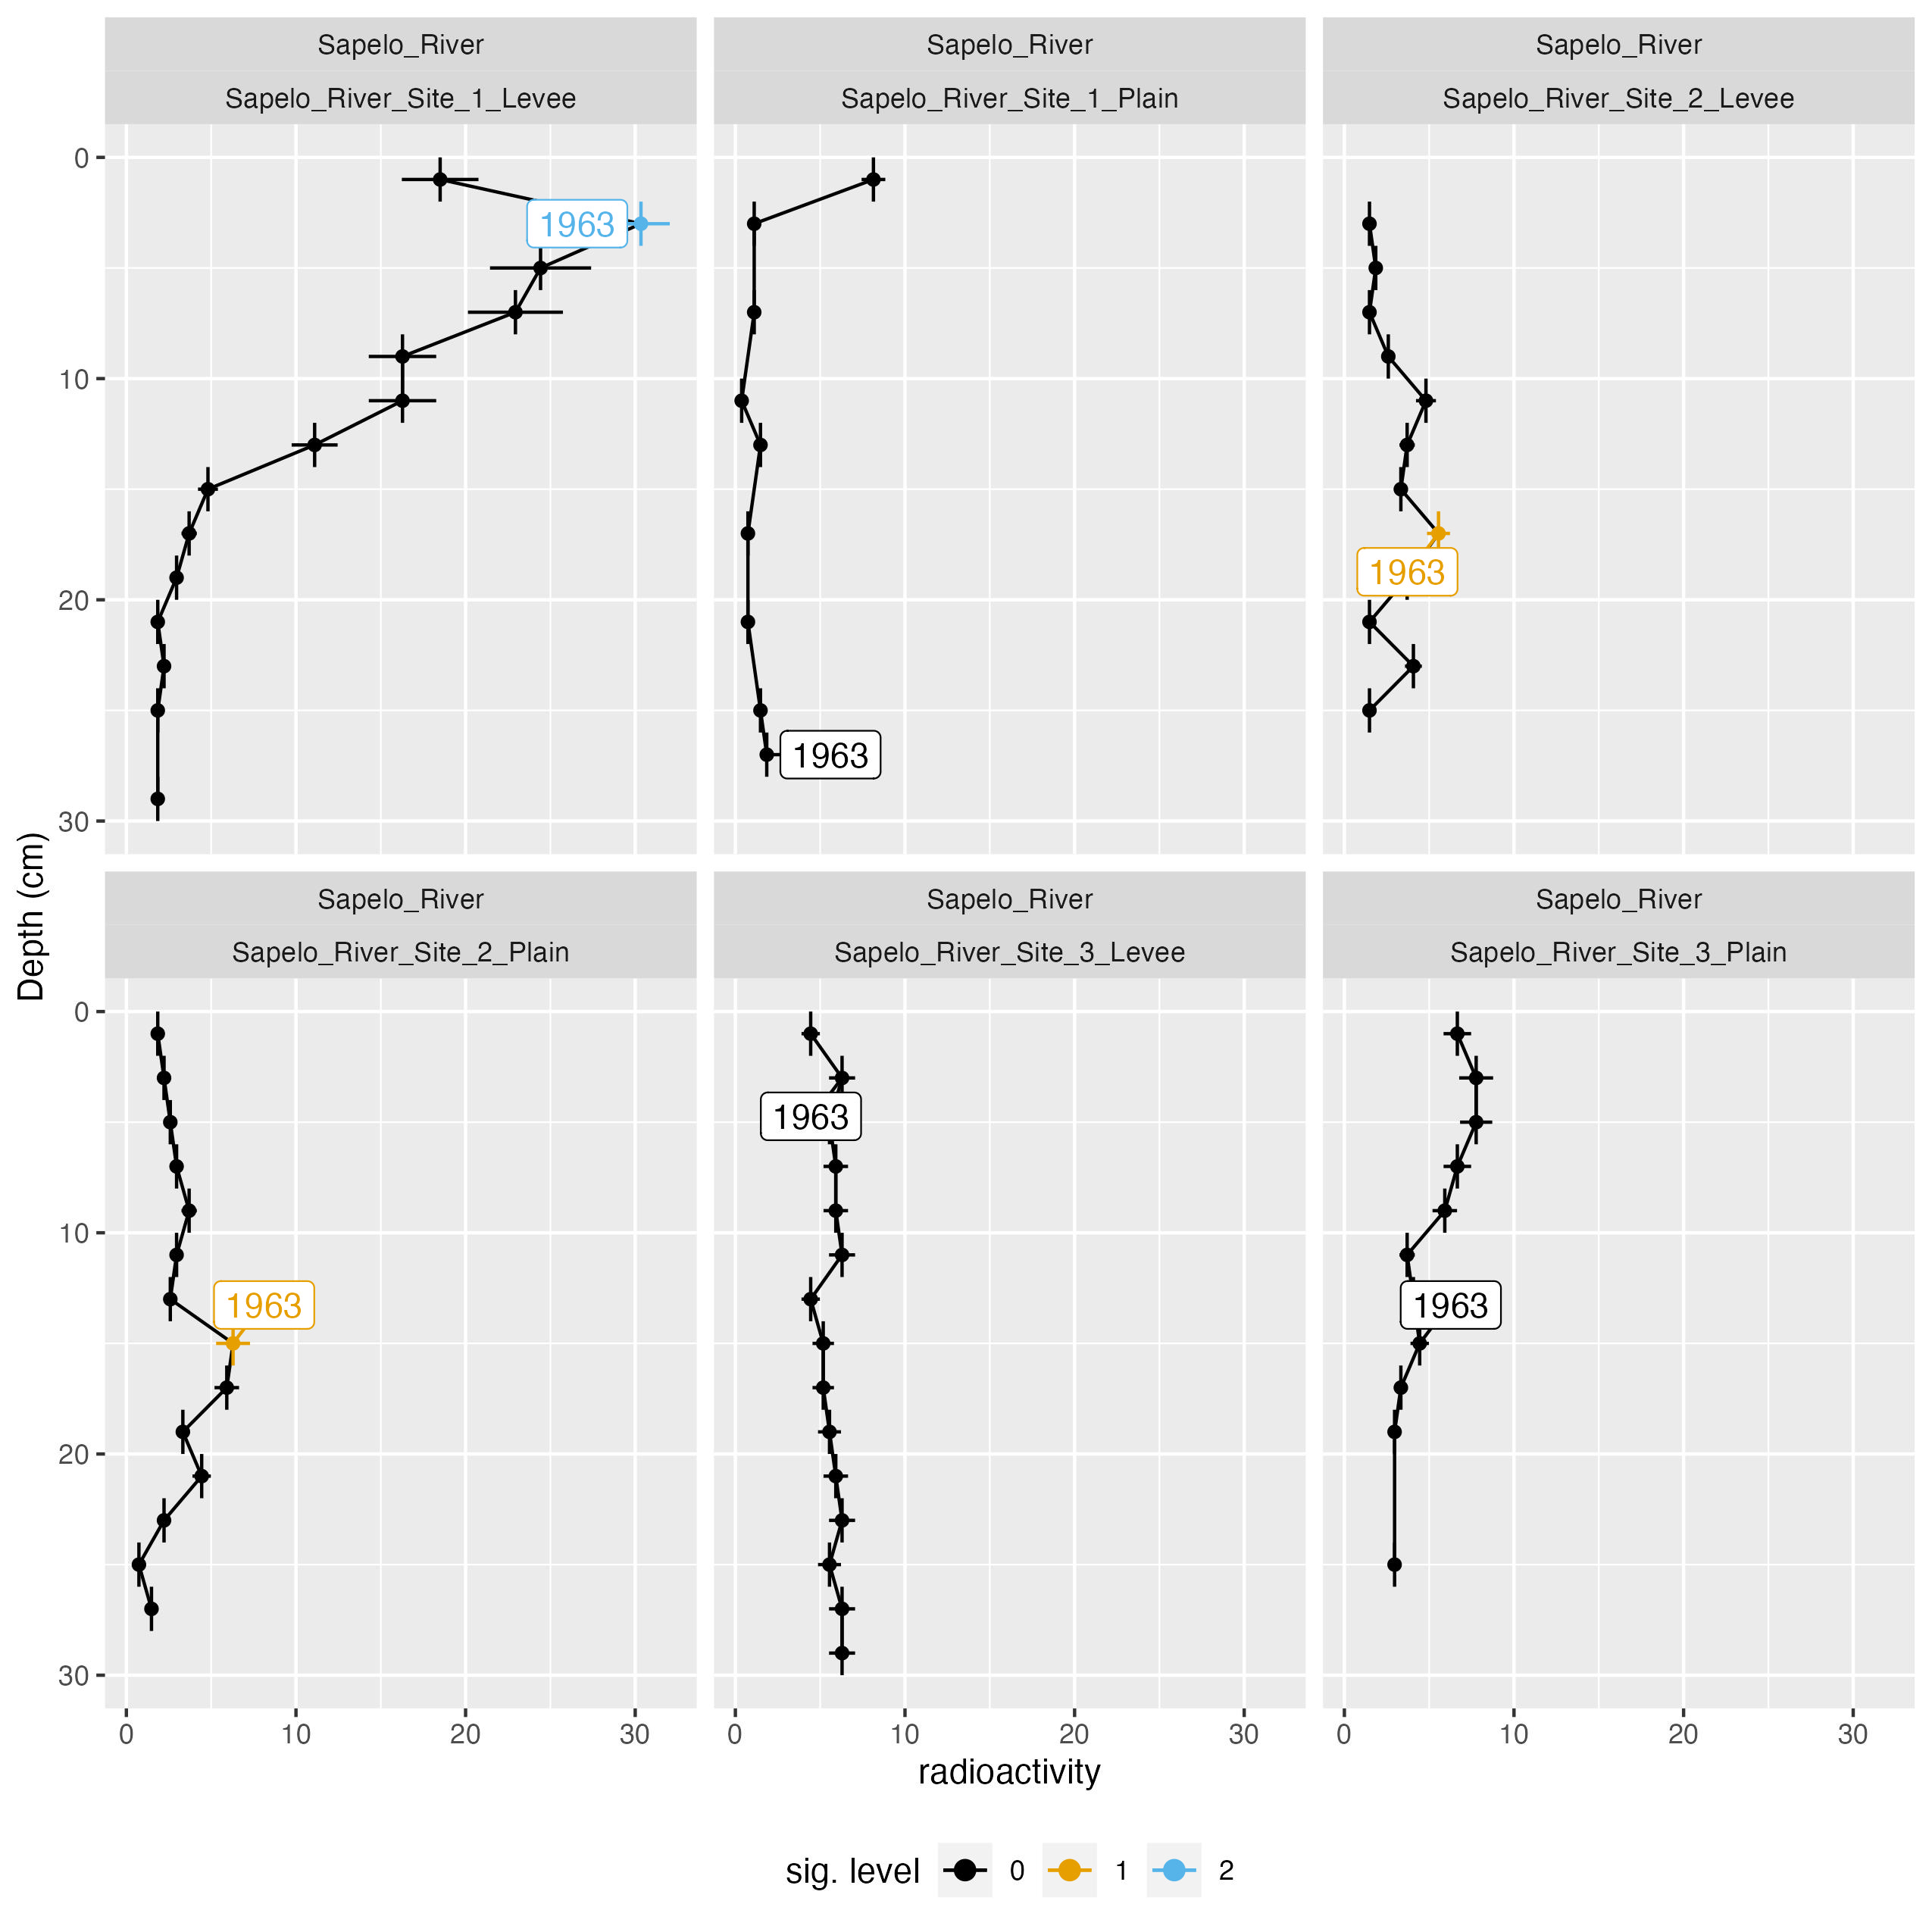 Sapelo_River Sapelo_River Sapelo_River
Sapelo_River_Site_1_Levee Sapelo_River_Site_1_Plain Sapelo_River_Site_2_Levee
0
1963
10
1963
20
1963
30
Depth (cm)
Sapelo_River Sapelo_River Sapelo_River
Sapelo_River_Site_2_Plain Sapelo_River_Site_3_Levee Sapelo_River_Site_3_Plain
0
1963
10
1963 1963
20
30
0 10 20 30 0 10 20 30 0 10 20 30
radioactivity
sig. level 0 1 2